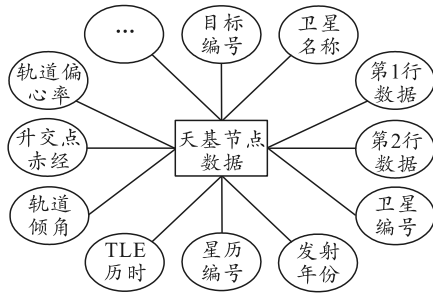 …
目标
编号
卫星
名称
轨道偏
心率
第1行
数据
升交点
赤经
天基节点
数据
第2行
数据
轨道
倾角
卫星
编号
TLE
历时
星历
编号
发射
年份